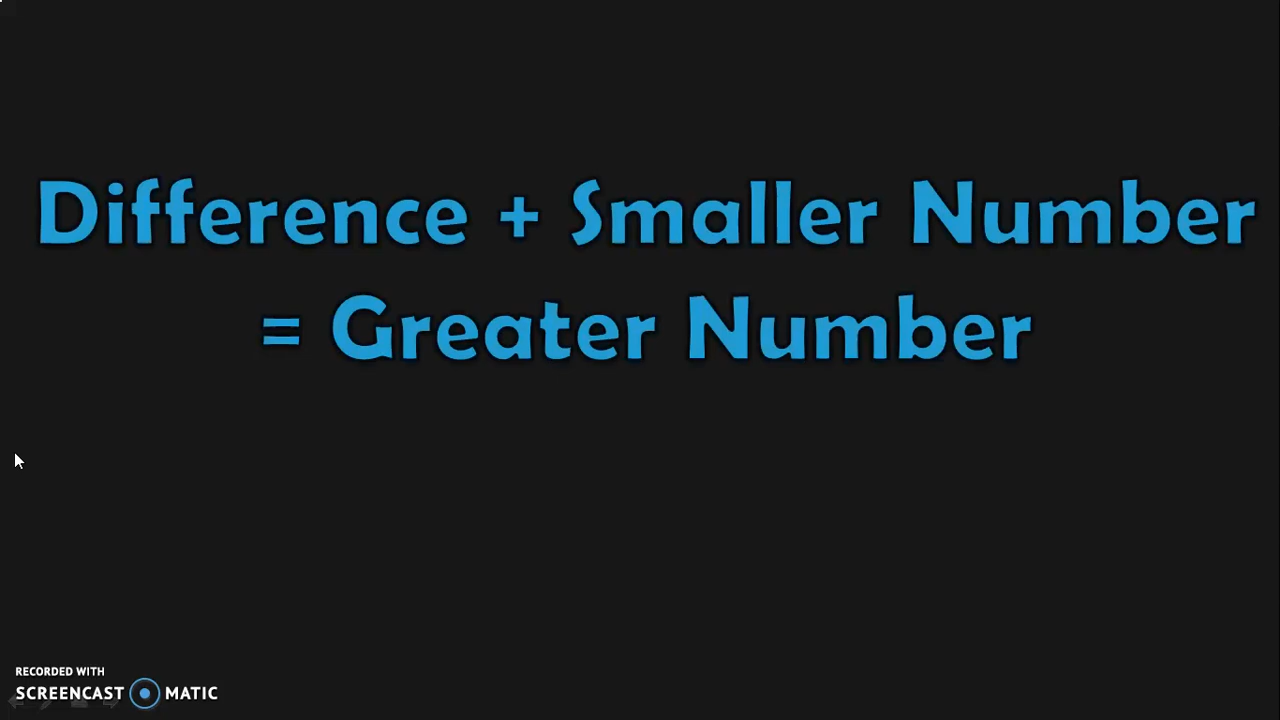 Difference + Smaller Number
= Greater Number
RECORDED WITH
SCREENCAST MATIC